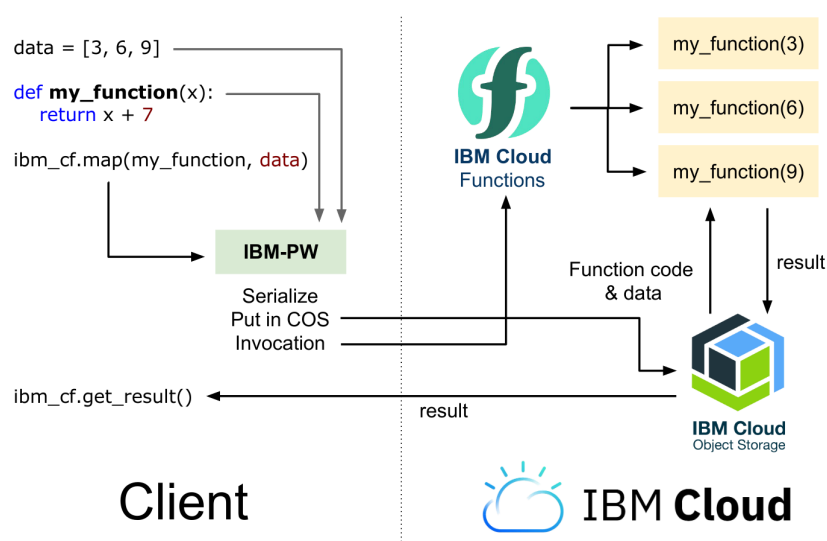 data = [3, 6, 9]
def my_function(x):
return x + 7
ibm_cf.map(my_function, data)
IBM-PW
Serialize
Put in COS
Invocation
ibm_cf.get_result()
Client
IBM Cloud
Functions
my_function(3)
my_function(6)
my_function(9)
Function code
& data
result
IBM Cloud
Object Storage
result
IBM Cloud